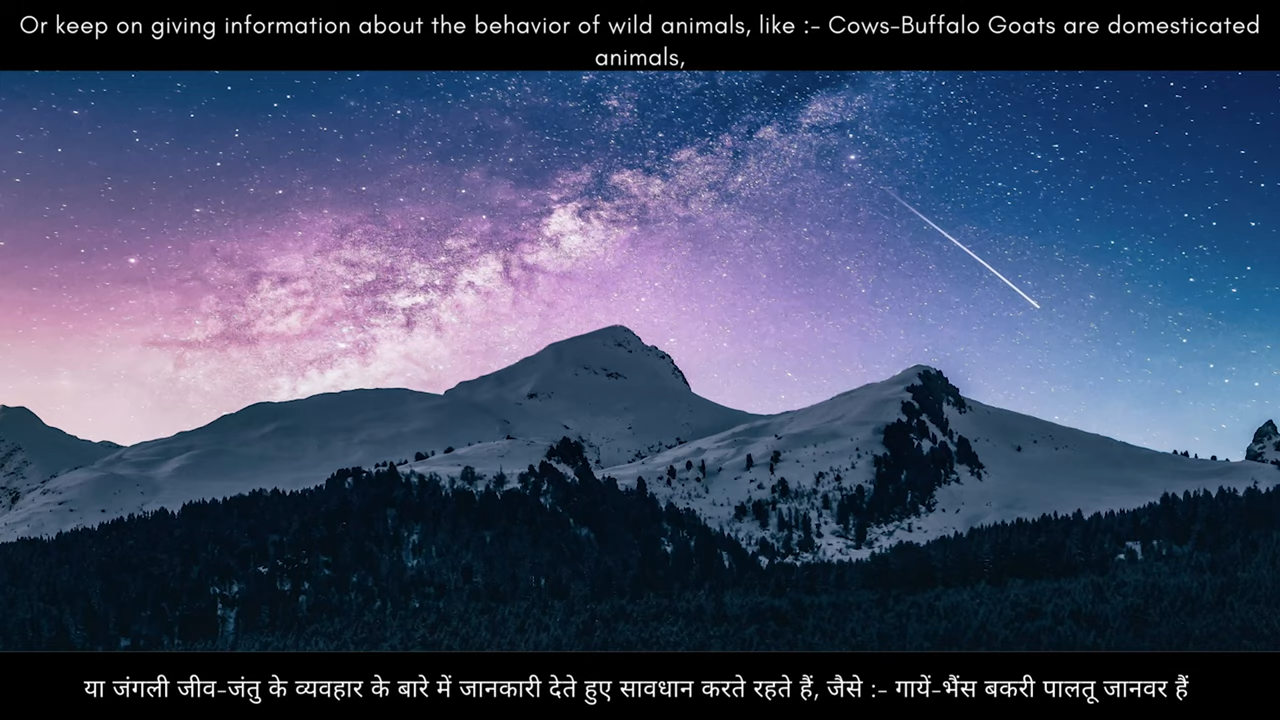 Or keep on giving information about the behavior of wild animals, like :- Cows-Buffalo Goats are domesticated
animals,
या जंगली जीव-जंतु के व्यवहार के बारे में जानकारी देते हुए सावधान करते रहते हैं, जैसे :- गायें-भैंस बकरी पालतू जानवर हैं